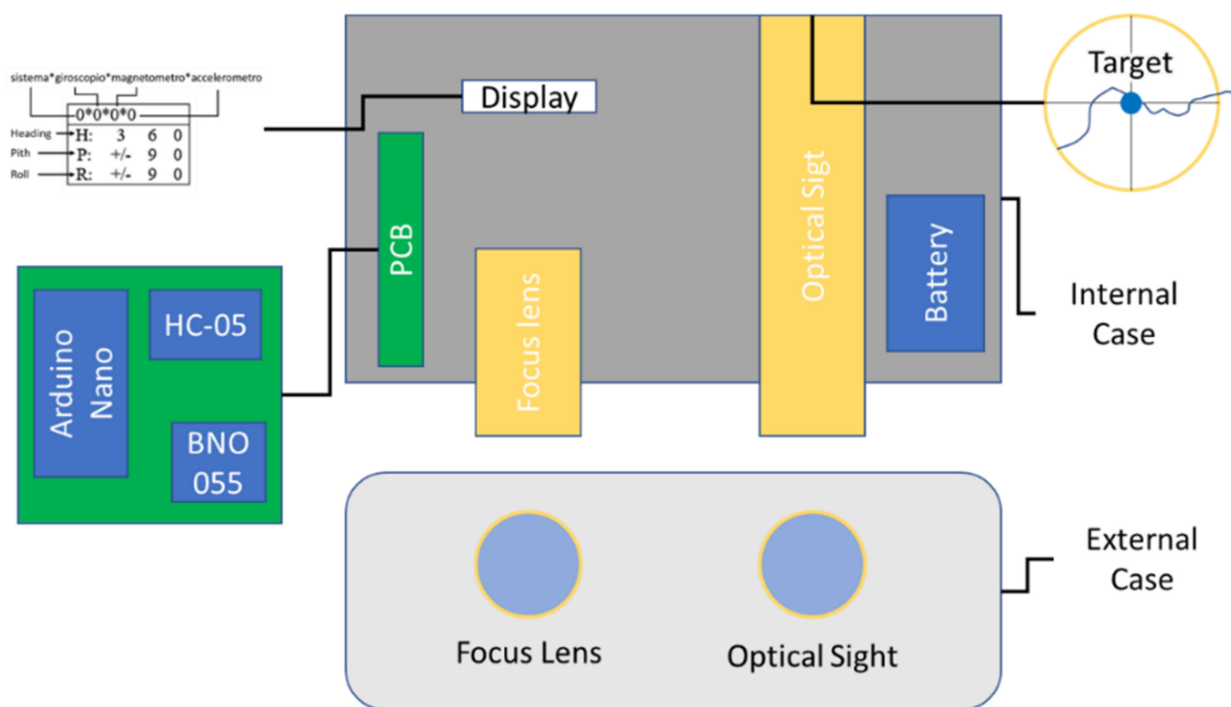 sistema*giroscopio*magnetometro*accelerometro
0*0*0*0
Heading H: 3 6 0
Pith P: +/- 9 0
Roll R: +/- 9 0
Display
Target
PCB
Focus lens
Optical Sigt
Battery
Internal
Case
Arduino
Nano
HC-05
BNO
055
External
Case
Focus Lens
Optical Sight